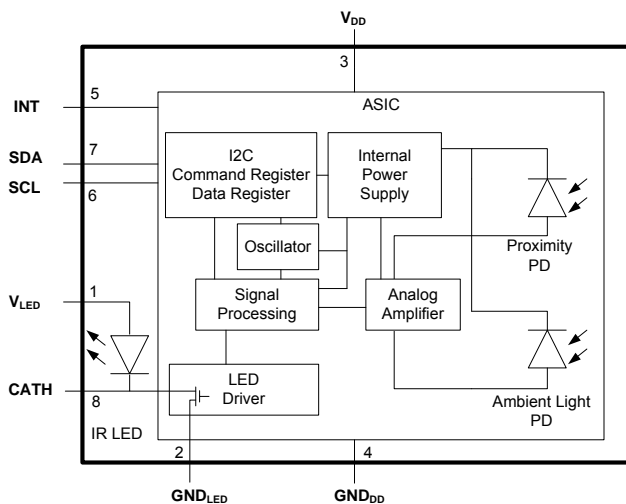 VDD
3
ASIC
INT
5
SDA
7
SCL
6
I2C
Command Register
Data Register
Internal
Power
Supply
Oscillator
Proximity
PD
VLED
1
Signal
Processing
Analog
Amplifier
LED
Driver
CATH
8
Ambient Light
PD
IR LED
2
4
GNDLED
GNDDD